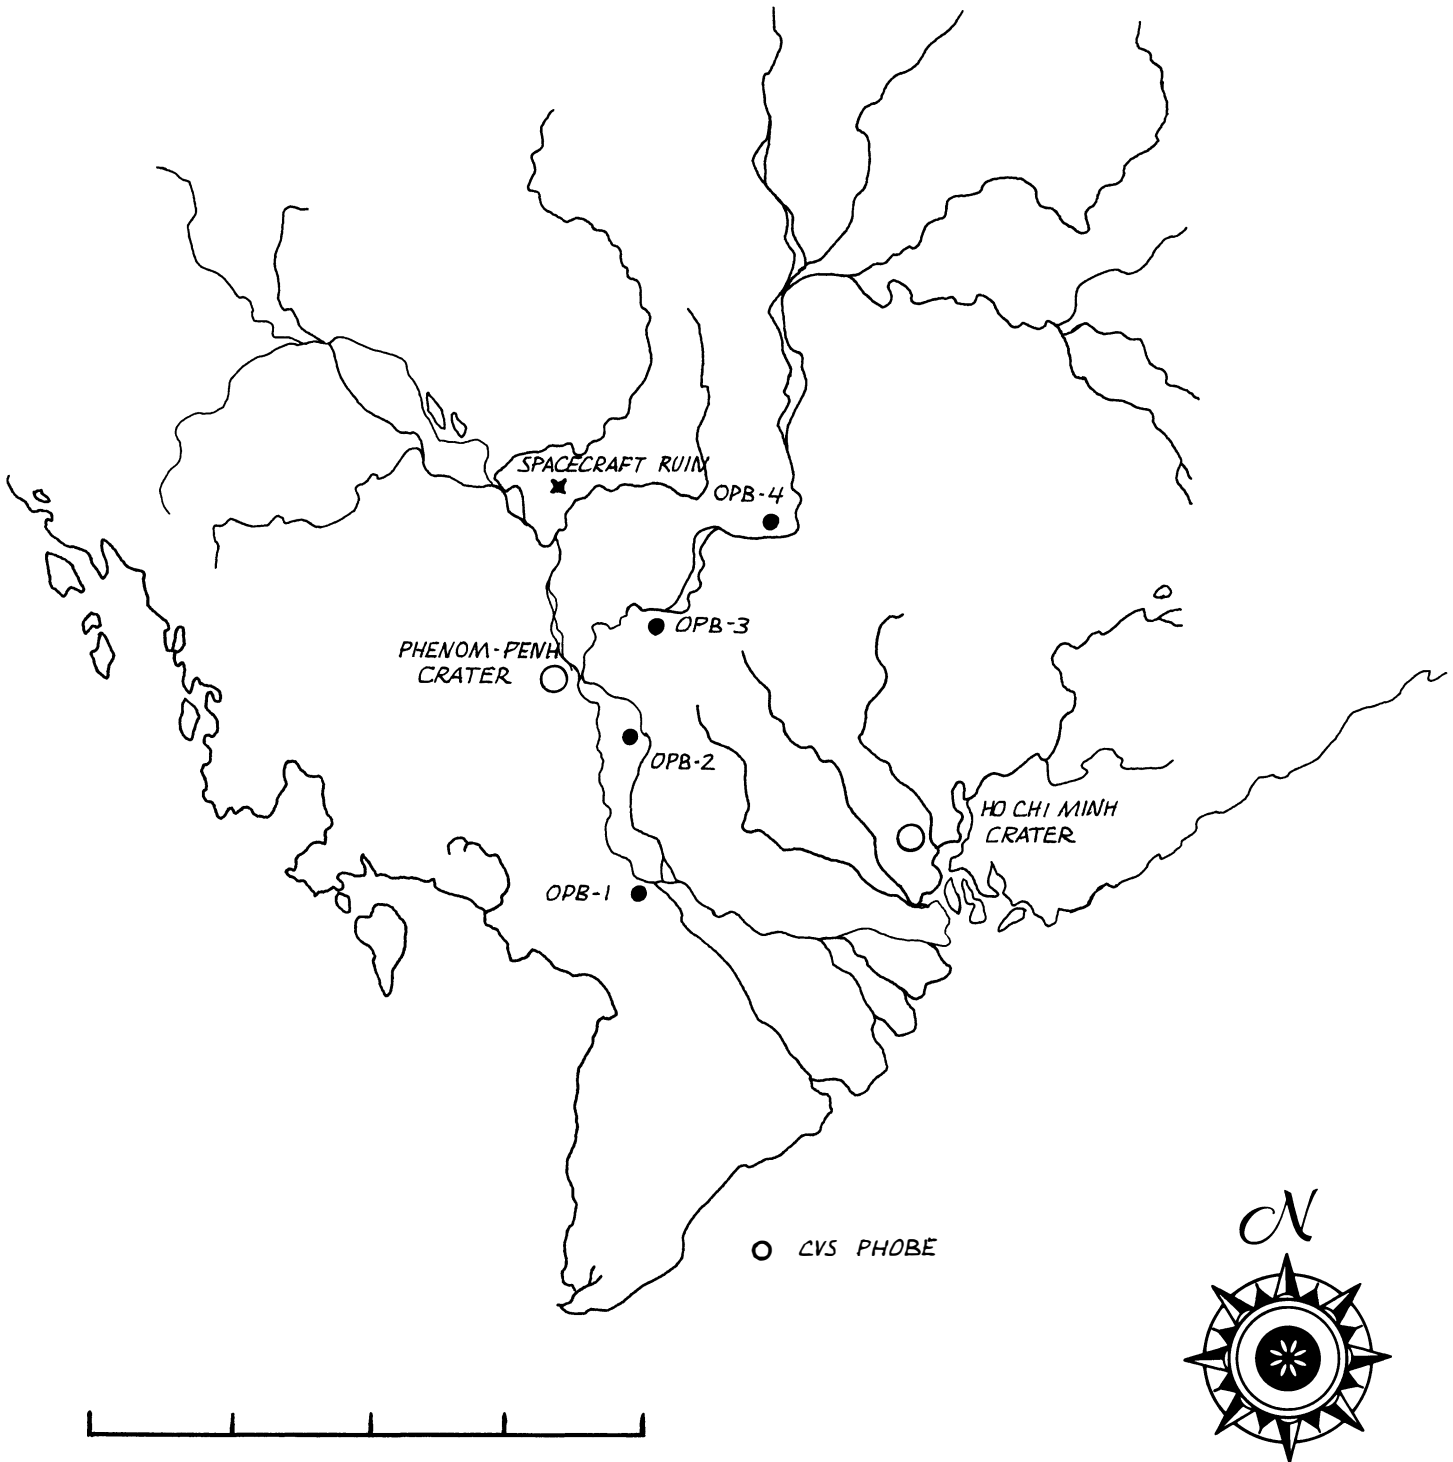 SPACECRAFT RUIN
OPB-4
OPB-3
PHENOM-PENH
CRATER
OPB-2
HO CHI MINH
CRATER
OPB-1
CVS PHOBE
N